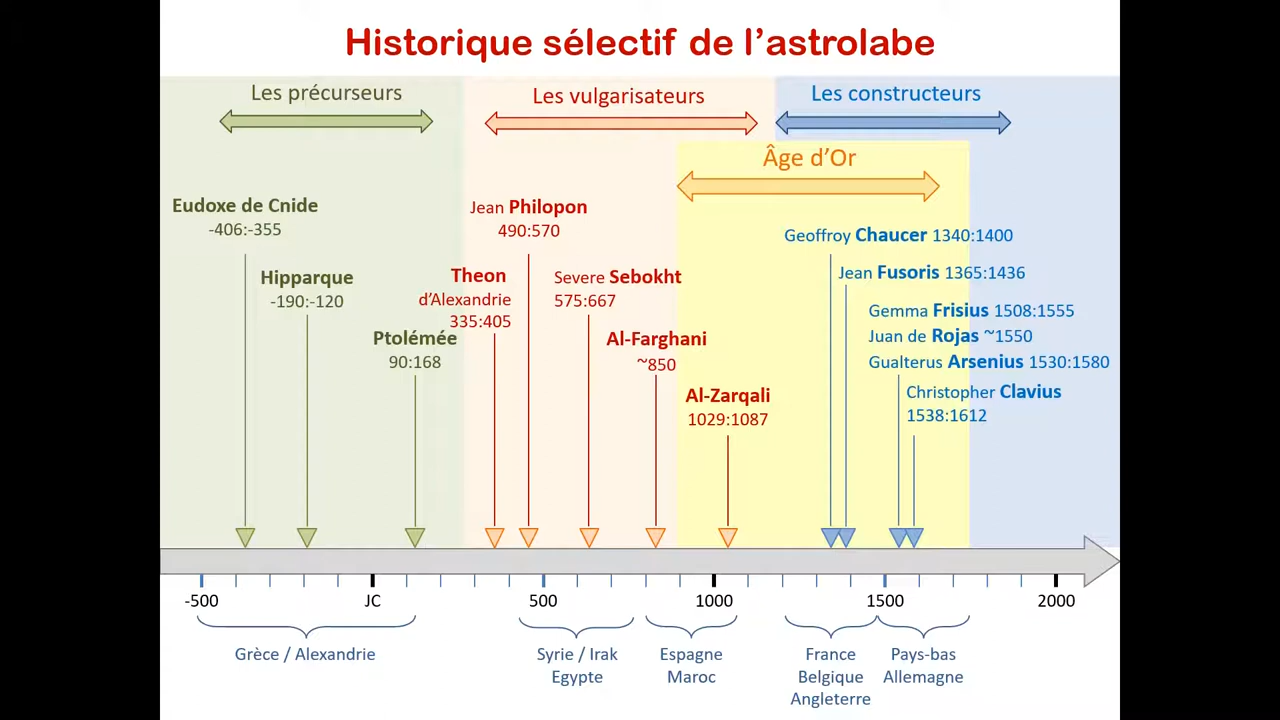 Historique sélectif de l'astrolabe
Les précurseurs
Les vulgarisateurs
Les constructeurs
Âge d'Or
Eudoxe de Cnide
-406:-355
Hipparque
-190:-120
Ptolémée
90:168
Jean Philopon
490:570
Theon
d'Alexandrie
335:405
Severe Sebokht
575:667
Al-Farghani
~850
Al-Zarqali
1029:1087
Geoffroy Chaucer 1340:1400
Jean Fusoris 1365:1436
Gemma Frisius 1508:1555
Juan de Rojas ~1550
Gualterus Arsenius 1530:1580
Christopher Clavius
1538:1612
-500 JC 500 1000 1500 2000
Grèce / Alexandrie
Syrie / Irak
Egypte
Espagne
Maroc
France
Belgique
Angleterre
Pays-bas
Allemagne